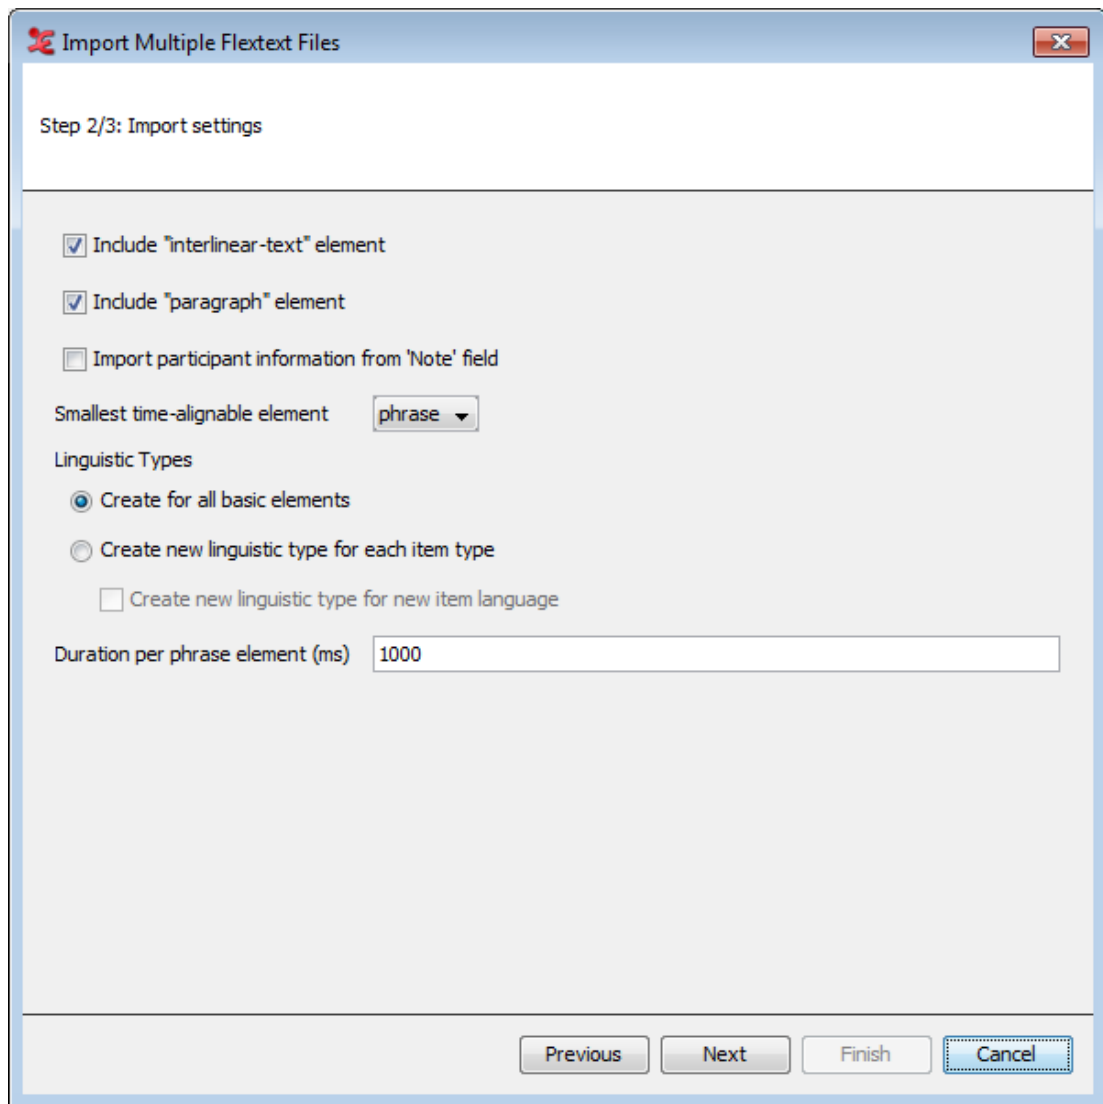 Import Multiple Flextext Files
Step 2/3: Import settings
Include "interlinear-text" element
Include "paragraph" element
Import participant information from 'Note' field
Smallest time-alignable element phrase
Linguistic Types
Create for all basic elements
Create new linguistic type for each item type
Create new linguistic type for new item language
Duration per phrase element (ms) 1000
Previous Next Finish Cancel